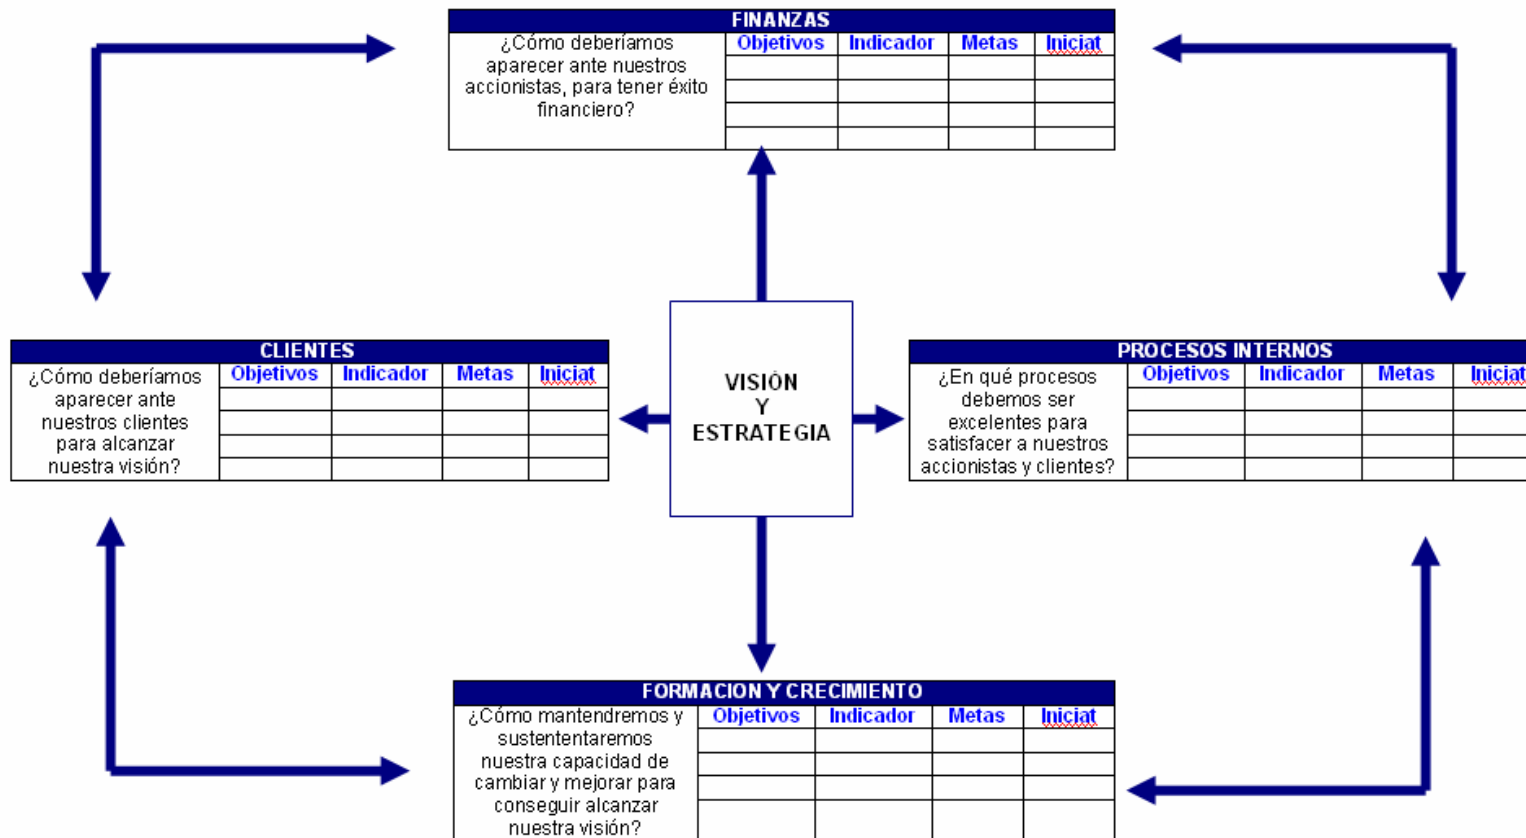 FINANZAS
¿Cómo deberíamos
aparecer ante nuestros
accionistas, para tener éxito
financiero?
Objetivos Indicador Metas Iniciat
CLIENTES
¿Cómo deberíamos
aparecer ante
nuestros clientes
para alcanzar
nuestra visión?
Objetivos Indicador Metas Iniciat
VISIÓN
Y
ESTRATEGIA
PROCESOS INTERNOS
¿En qué procesos
debemos ser
excelentes para
satisfacer a nuestros
accionistas y clientes?
Objetivos Indicador Metas Iniciat
FORMACION Y CRECIMIENTO
¿Cómo mantendremos y
sustententaremos
nuestra capacidad de
cambiar y mejorar para
conseguir alcanzar
nuestra visión?
Objetivos Indicador Metas Iniciat